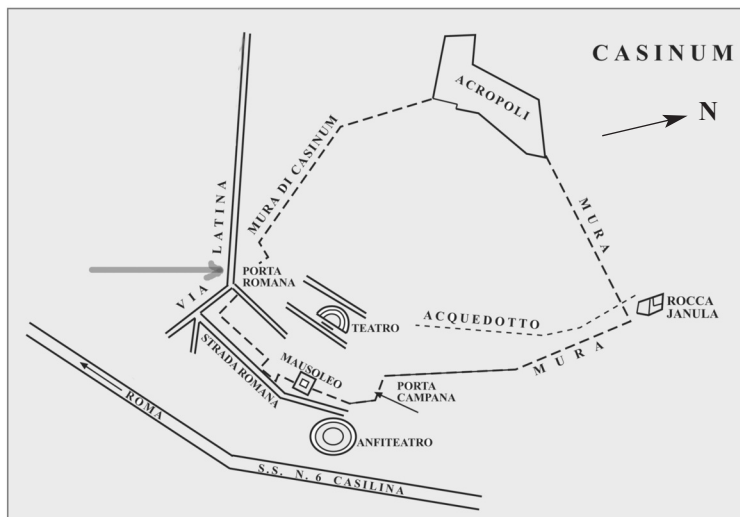 CASINUM
ACROPOLI
N
MURA DI CASINUM
MURA
VIA LATINA
PORTA
ROMANA
TEATRO
ACQUEDOTTO
ROCCA
JANULA
MURA
STRADA ROMANA
MAUSOLEO
PORTA
CAMPANA
ROMA
ANFITEATRO
S.S. N. 6 CASILINA